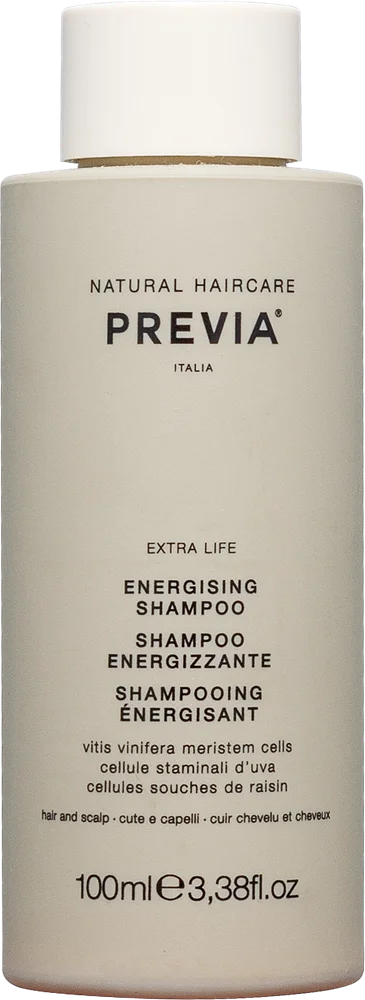 NATURAL HAIRCARE
PREVIA®
ITALIA
EXTRA LIFE
ENERGISING
SHAMPOO
SHAMPOO
ENERGIZZANTE
SHAMPOOING
ÉNERGISANT
vitis vinifera meristem cells
cellule staminali d'uva
cellules souches de raisin
hair and scalp · cute e capelli · cuir chevelu et cheveux
100ml℮3,38fl.oz